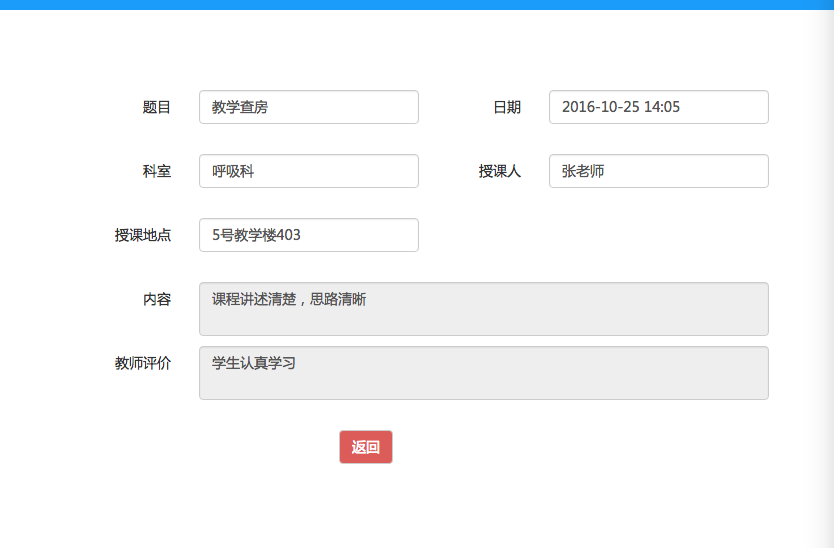 题目 教学查房 日期 2016-10-25 14:05
科室 呼吸科 授课人 张老师
授课地点 5号教学楼403
内容 课程讲述清楚，思路清晰
教师评价 学生认真学习
返回